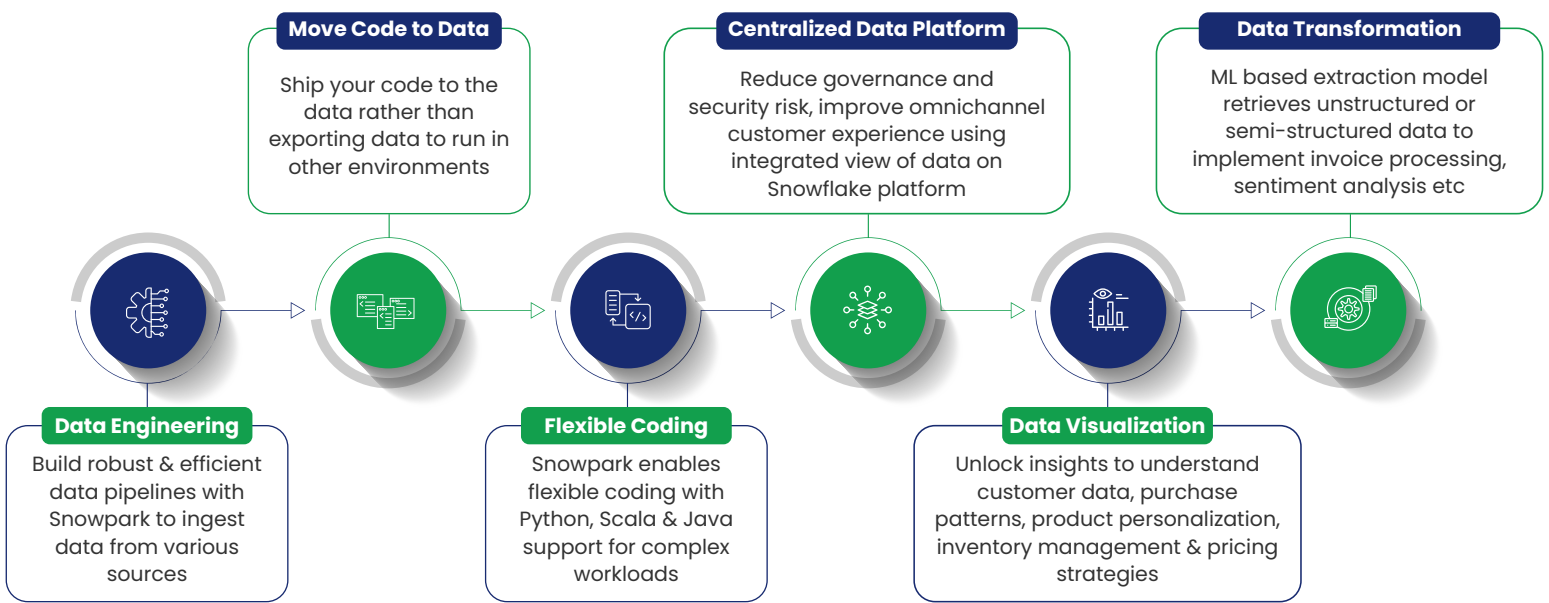 Move Code to Data
Ship your code to the
data rather than
exporting data to run in
other environments
Centralized Data Platform
Reduce governance and
security risk, improve omnichannel
customer experience using
integrated view of data on
Snowflake platform
Data Transformation
ML based extraction model
retrieves unstructured or
semi-structured data to
implement invoice processing,
sentiment analysis etc
Data Engineering
Build robust & efficient
data pipelines with
Snowpark to ingest
data from various
sources
Flexible Coding
Snowpark enables
flexible coding with
Python, Scala & Java
support for complex
workloads
Data Visualization
Unlock insights to understand
customer data, purchase
patterns, product personalization,
inventory management & pricing
strategies